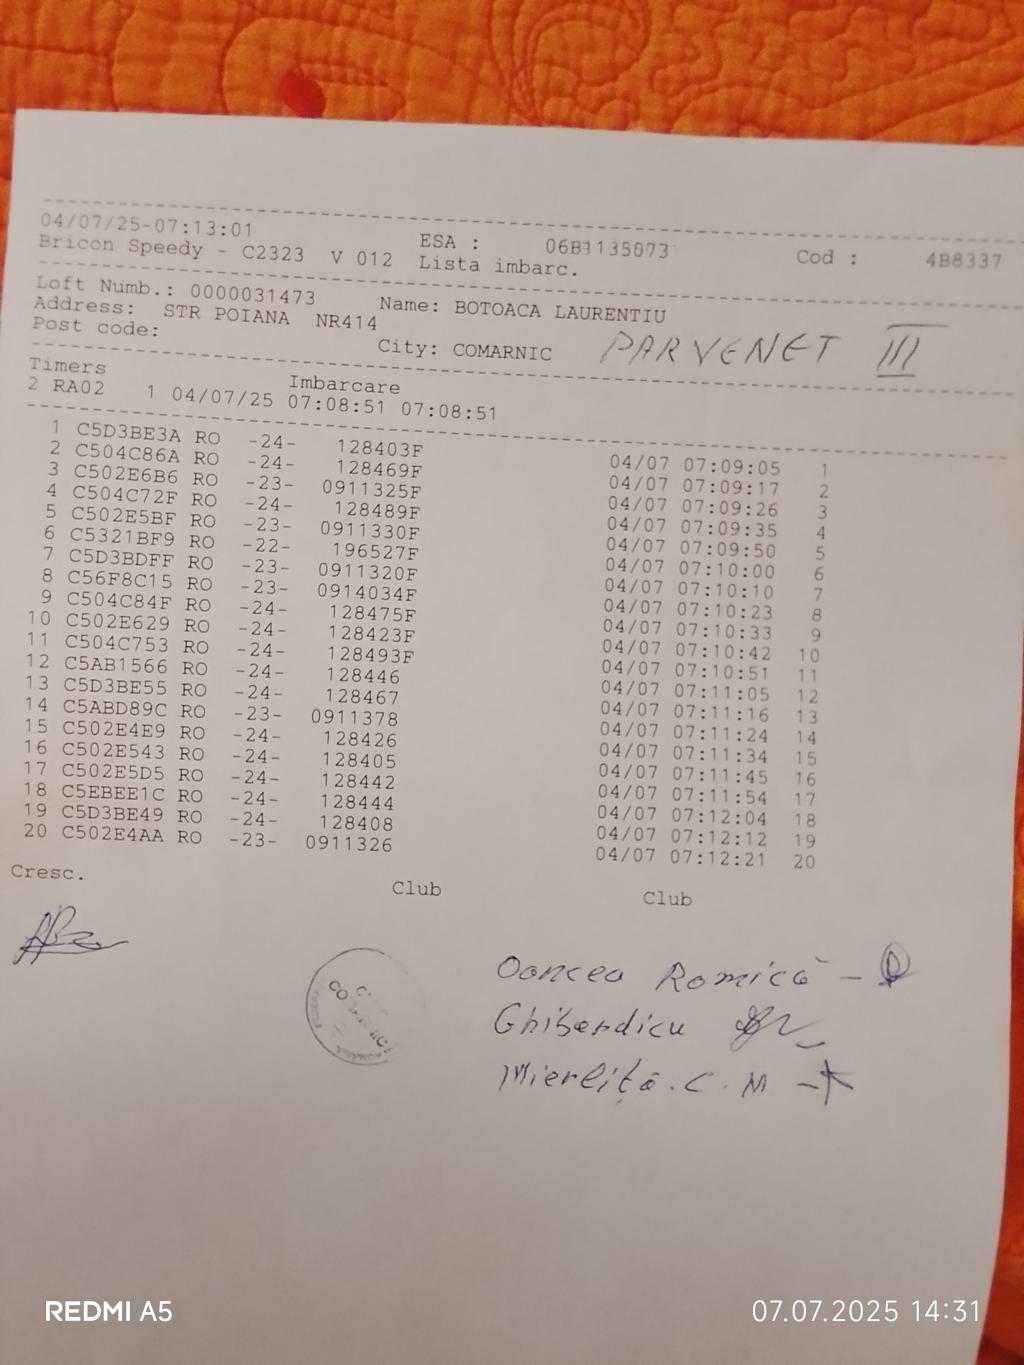 04/07/25-07:13:01 ESA : 06B1135073 Cod : 4B8337
Bricon Speedy - C2323 V 012 Lista imbarc.
Loft Numb.: 0000031473 Name: BOTOACA LAURENTIU
Address: STR POIANA NR414
Post code: City: COMARNIC PARVENET III
Timers Imbarcare
2 RA02 1 04/07/25 07:08:51 07:08:51
1 C5D3BE3A RO -24- 128403F 04/07 07:09:05 1
2 C504C86A RO -24- 128469F 04/07 07:09:17 2
3 C502E6B6 RO -23- 0911325F 04/07 07:09:26 3
4 C504C72F RO -24- 128489F 04/07 07:09:35 4
5 C502E5BF RO -23- 0911330F 04/07 07:09:50 5
6 C5321BF9 RO -22- 196527F 04/07 07:10:00 6
7 C5D3BDFF RO -23- 0911320F 04/07 07:10:10 7
8 C56F8C15 RO -23- 0914034F 04/07 07:10:23 8
9 C504C84F RO -24- 128475F 04/07 07:10:33 9
10 C502E629 RO -24- 128423F 04/07 07:10:42 10
11 C504C753 RO -24- 128493F 04/07 07:10:51 11
12 C5AB1566 RO -24- 128446 04/07 07:11:05 12
13 C5D3BE55 RO -24- 128467 04/07 07:11:16 13
14 C5ABD89C RO -23- 0911378 04/07 07:11:24 14
15 C502E4E9 RO -24- 128426 04/07 07:11:34 15
16 C502E543 RO -24- 128405 04/07 07:11:45 16
17 C502E5D5 RO -24- 128442 04/07 07:11:54 17
18 C5EBEE1C RO -24- 128444 04/07 07:12:04 18
19 C5D3BE49 RO -24- 128408 04/07 07:12:12 19
20 C502E4AA RO -23- 0911326 04/07 07:12:21 20
Cresc. Club Club
Oancea Romică -
Ghiberdicu
Mierliță. C. M -
REDMI A5 07.07.2025 14:31